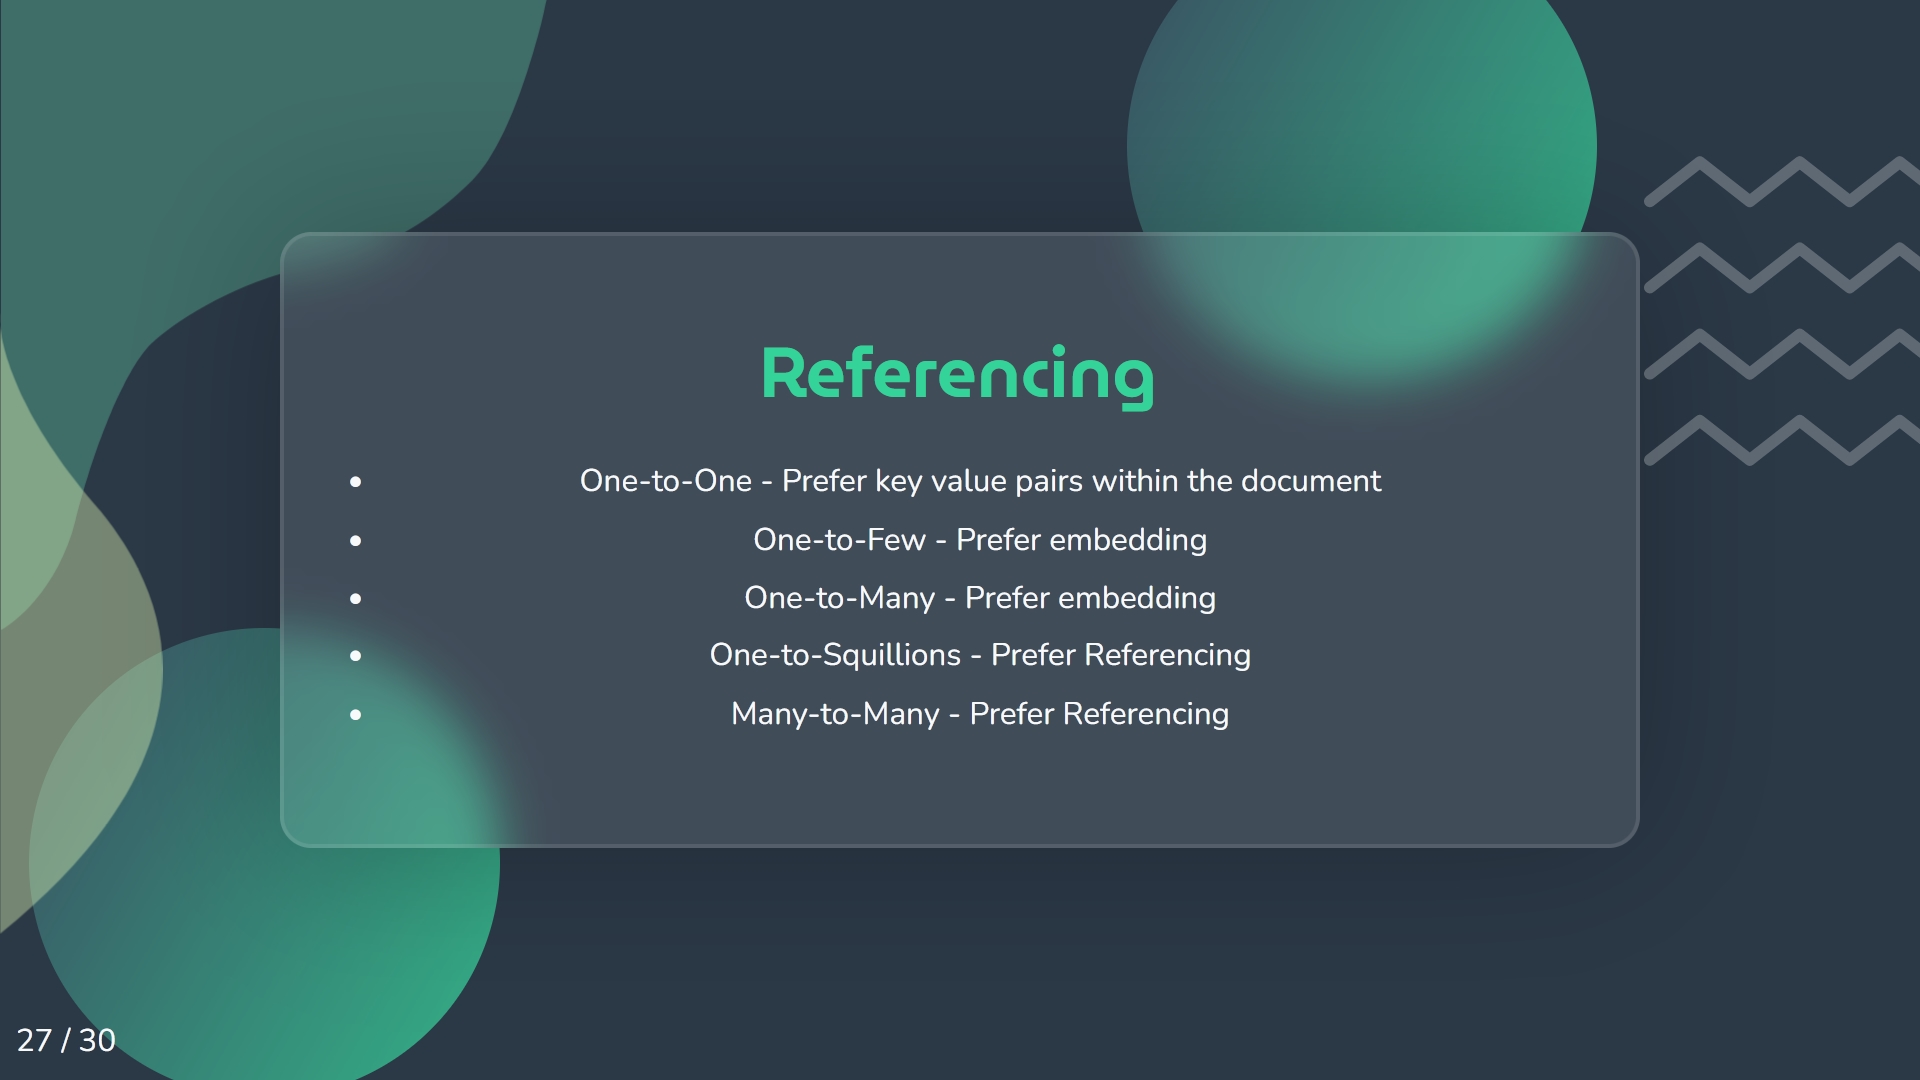 Referencing
• One-to-One - Prefer key value pairs within the document
• One-to-Few - Prefer embedding
• One-to-Many - Prefer embedding
• One-to-Squillions - Prefer Referencing
• Many-to-Many - Prefer Referencing
27 / 30